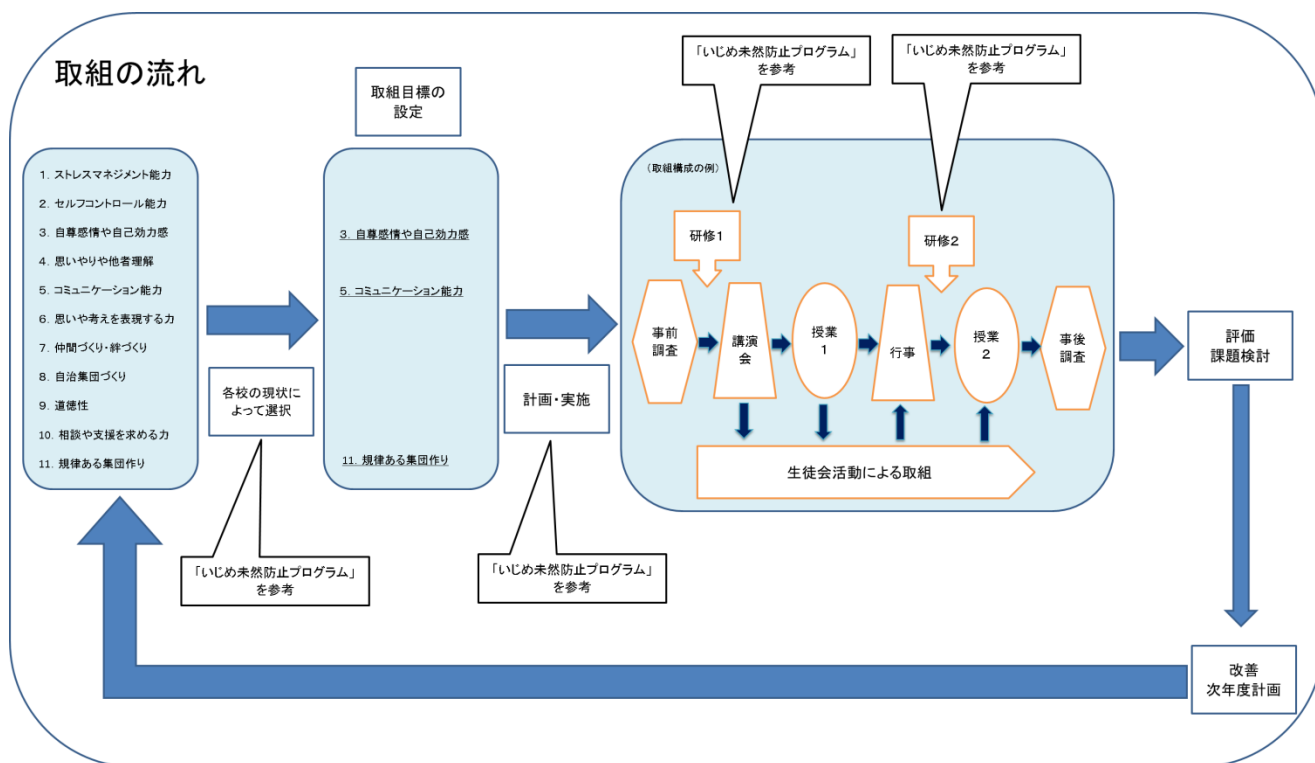 取組の流れ
取組目標の
設定
「いじめ未然防止プログラム」
を参考
「いじめ未然防止プログラム」
を参考
1. ストレスマネジメント能力
2. セルフコントロール能力
3. 自尊感情や自己効力感
4. 思いやりや他者理解
5. コミュニケーション能力
6. 思いや考えを表現する力
7. 仲間づくり・絆づくり
8. 自治集団づくり
9. 道徳性
10. 相談や支援を求める力
11. 規律ある集団作り
各校の現状に
よって選択
「いじめ未然防止プログラム」
を参考
3. 自尊感情や自己効力感
5. コミュニケーション能力
11. 規律ある集団作り
計画・実施
「いじめ未然防止プログラム」
を参考
(取組構成の例)
研修1
研修2
事前
調査
講演
会
授業
1
行事
授業
2
事後
調査
生徒会活動による取組
評価
課題検討
改善
次年度計画